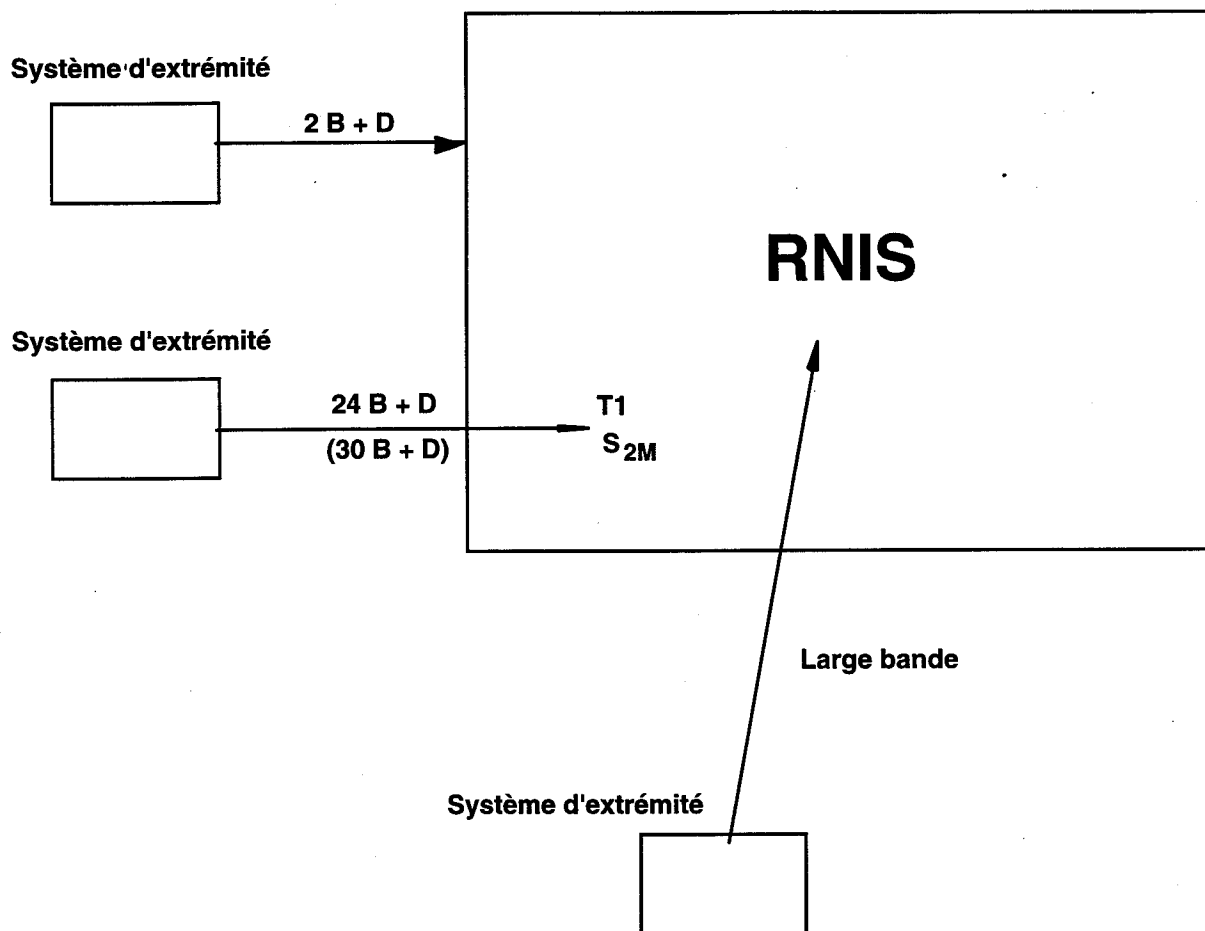 Système d'extrémité
2 B + D
RNIS
Système d'extrémité
24 B + D
(30 B + D)
T1
S2M
Large bande
Système d'extrémité